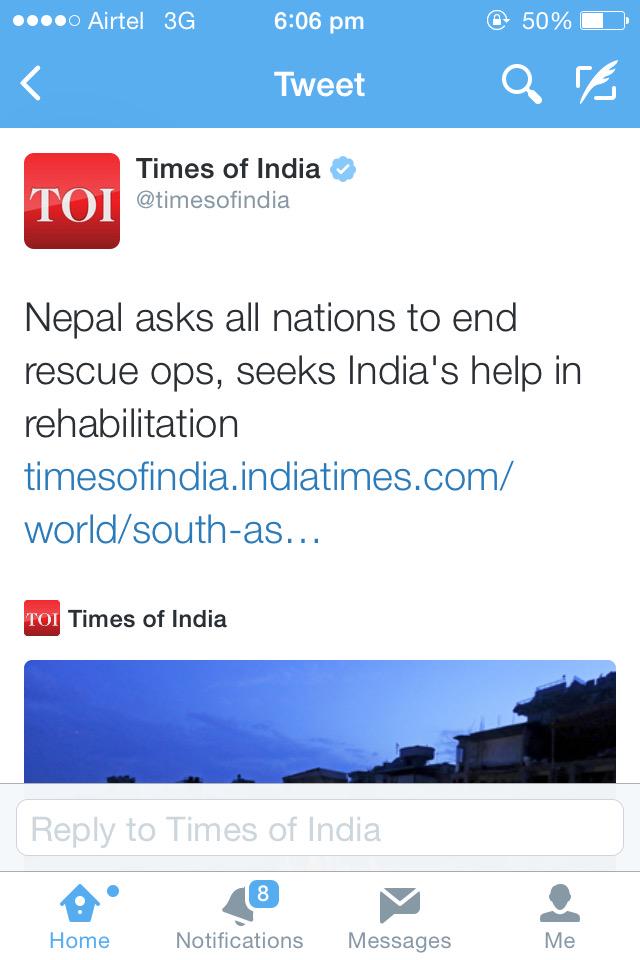 Airtel 3G 6:06 pm 50%
Tweet
TOI Times of India
@timesofindia
Nepal asks all nations to end
rescue ops, seeks India's help in
rehabilitation
timesofindia.indiatimes.com/
world/south-as...
TOI Times of India
Reply to Times of India
8
Home Notifications Messages Me